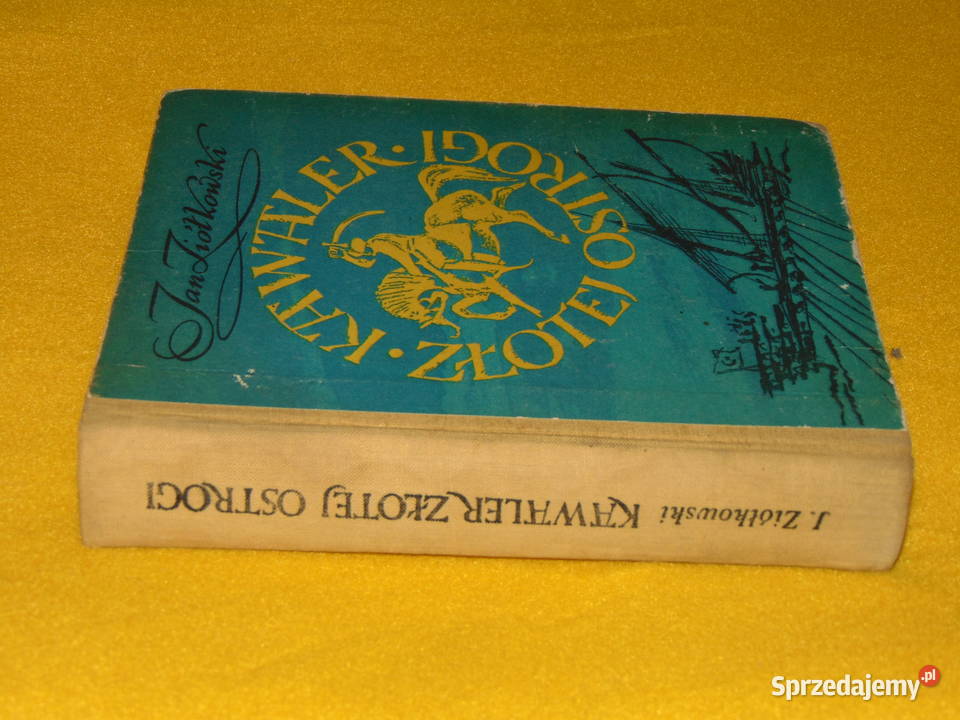 Jan Ziółkowski
KAWALER · ZŁOTEJ OSTROGI ·
J. Ziółkowski KAWALER ZŁOTEJ OSTROGI
Sprzedajemy.pl